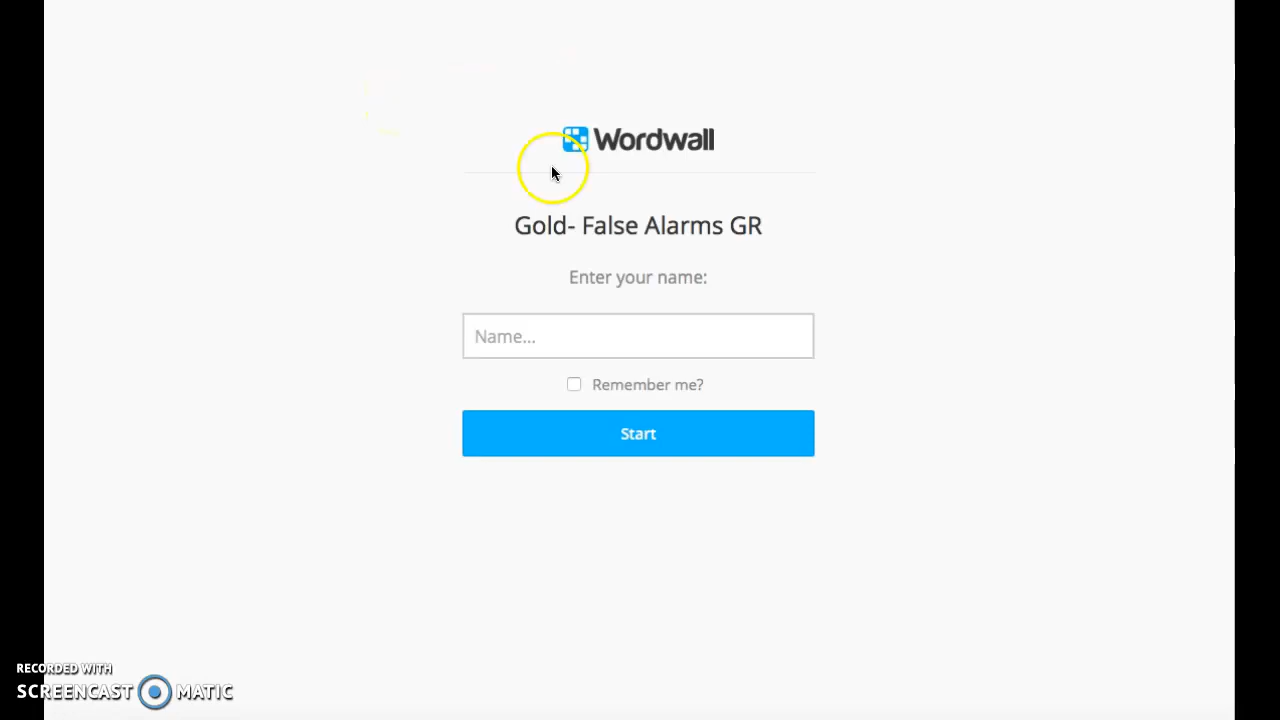 Wordwall
Gold- False Alarms GR
Enter your name:
Name...
Remember me?
Start
RECORDED WITH
SCREENCAST MATIC